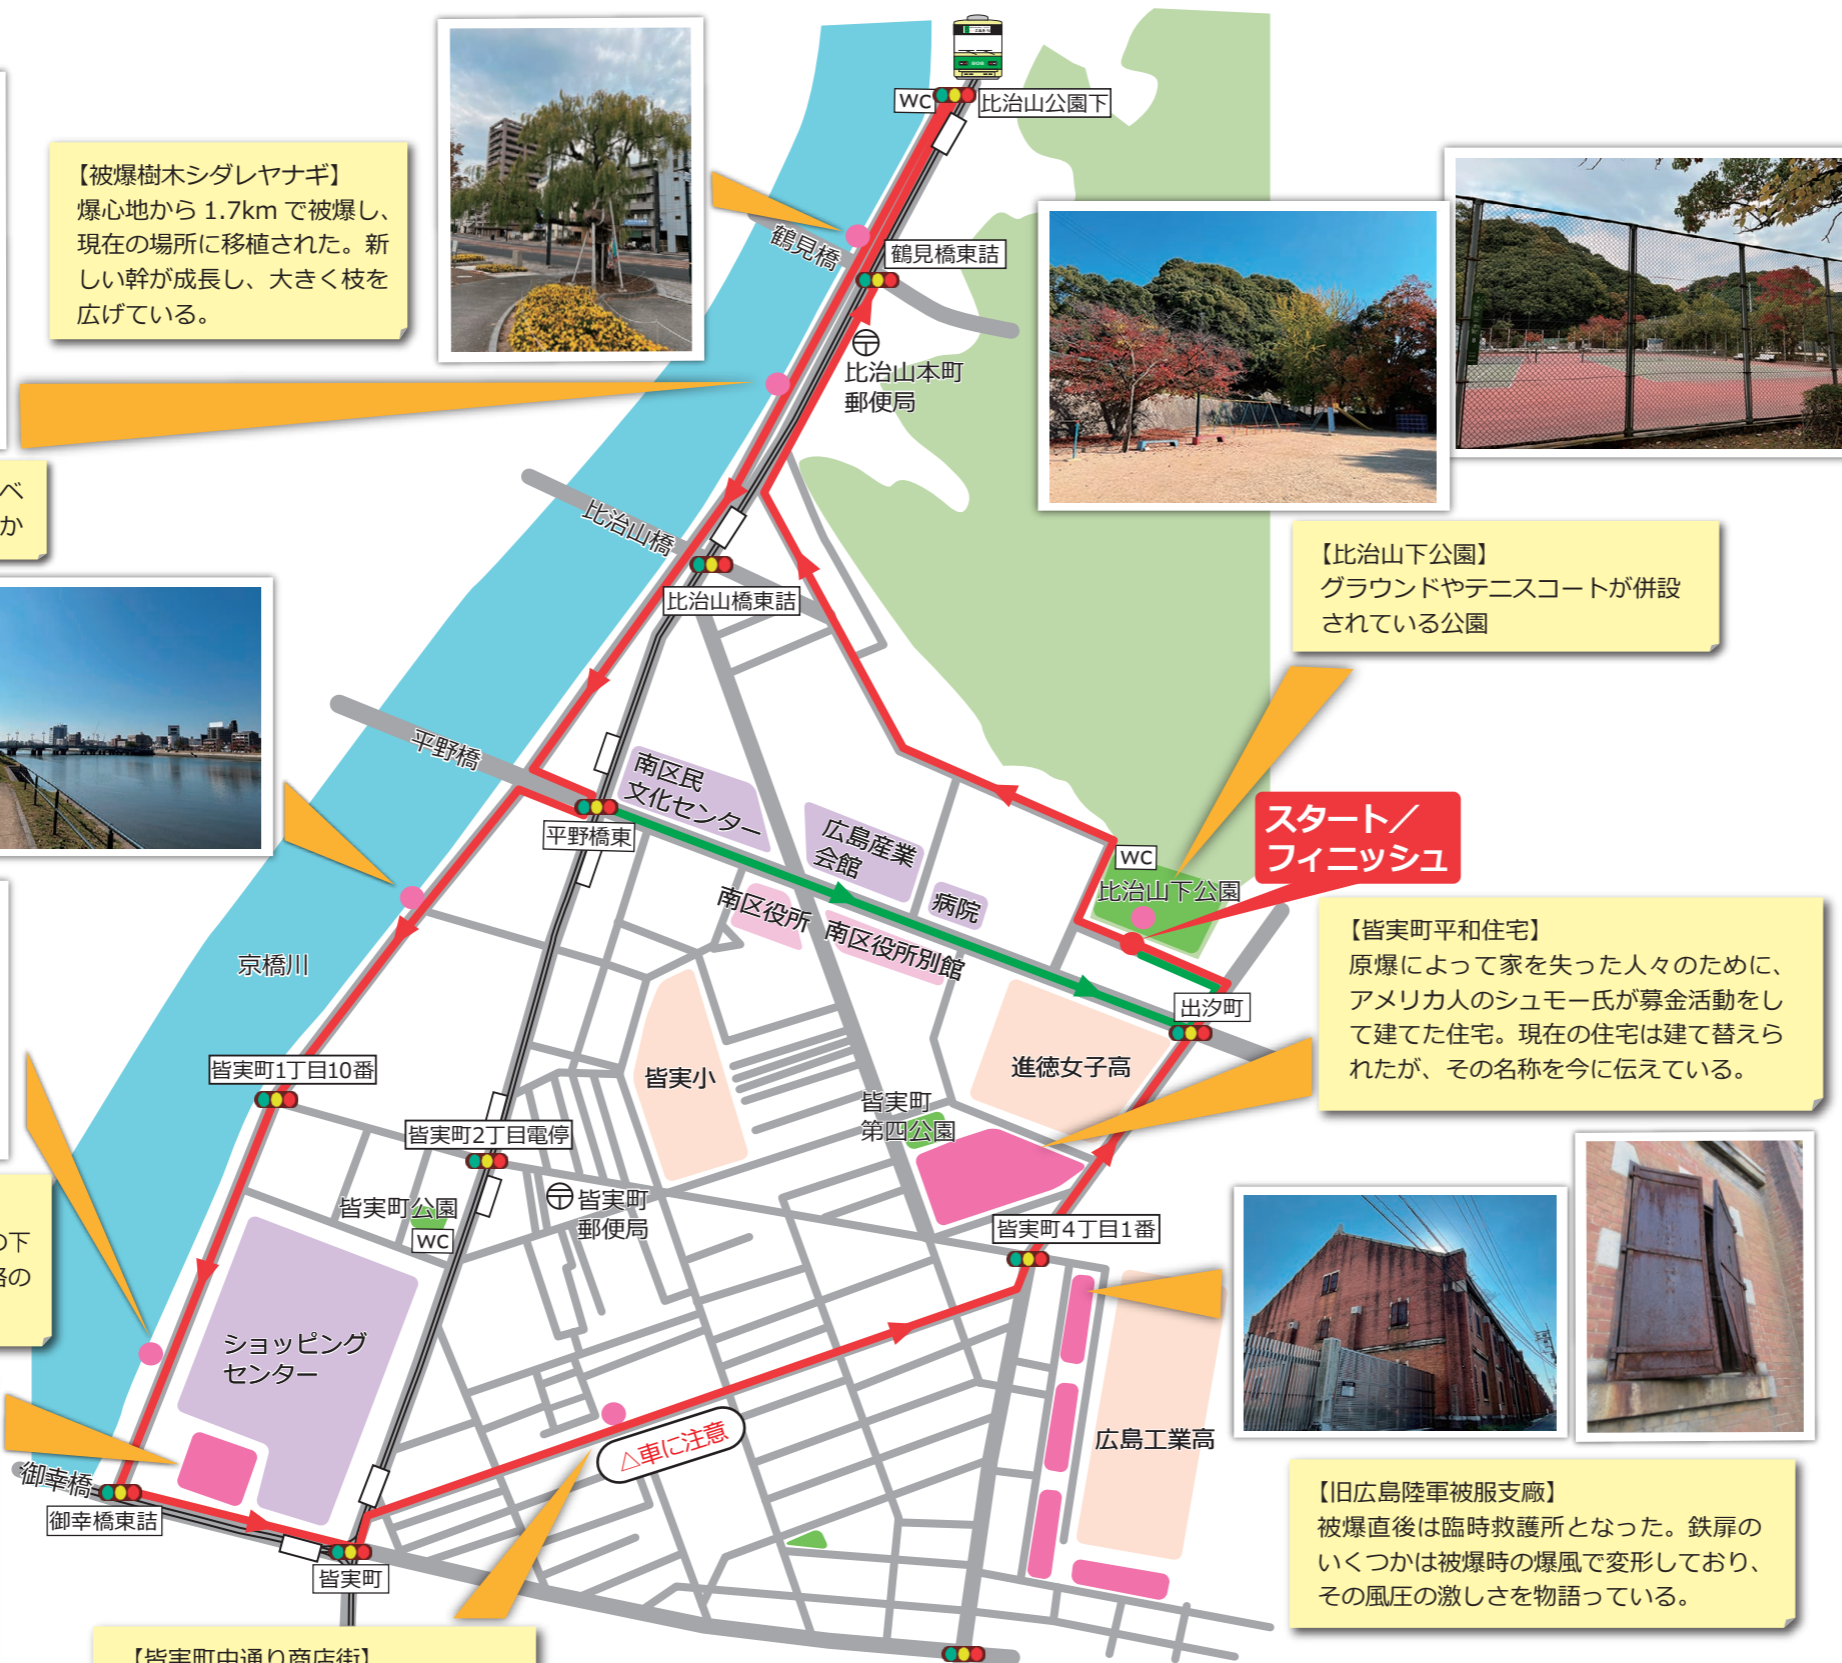 WC
比治山公園下
【被爆樹木シダレヤナギ】
爆心地から 1.7km で被爆し、
現在の場所に移植された。新
しい幹が成長し、大きく枝を
広げている。
鶴見橋
鶴見橋東詰
比治山本町
郵便局
べ
か
比治山橋
比治山橋東詰
【比治山下公園】
グラウンドやテニスコートが併設
されている公園
平野橋
平野橋東
南区民
文化センター
広島産業
会館
病院
南区役所
南区役所別館
WC
比治山下公園
スタート／
フィニッシュ
出汐町
【皆実町平和住宅】
原爆によって家を失った人々のために、
アメリカ人のシュモー氏が募金活動をし
て建てた住宅。現在の住宅は建て替えら
れたが、その名称を今に伝えている。
京橋川
皆実町1丁目10番
皆実小
進徳女子高
皆実町
第四公園
皆実町2丁目電停
皆実町公園
WC
皆実町
郵便局
皆実町4丁目1番
の下
路の
ショッピング
センター
△車に注意
広島工業高
御幸橋
御幸橋東詰
皆実町
【旧広島陸軍被服支廠】
被爆直後は臨時救護所となった。鉄扉の
いくつかは被爆時の爆風で変形しており、
その風圧の激しさを物語っている。
【皆実町中通り商店街】